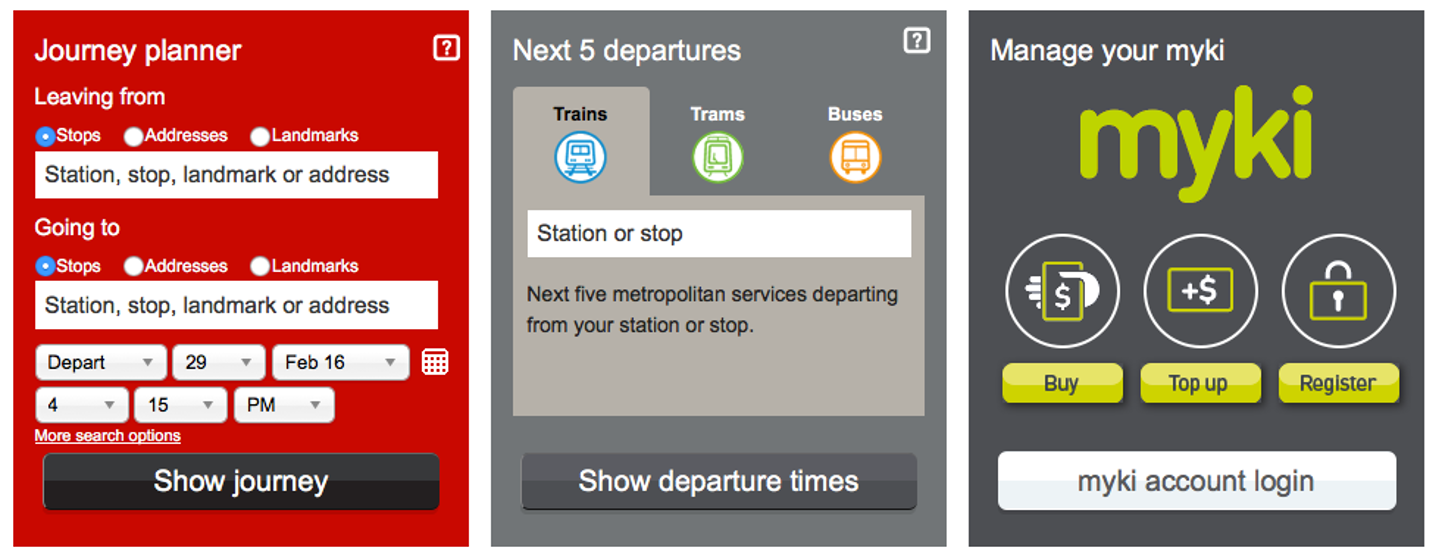 Journey planner
?
Leaving from
Stops Addresses Landmarks
Station, stop, landmark or address
Going to
Stops Addresses Landmarks
Station, stop, landmark or address
Depart 29 Feb 16
4 15 PM
More search options
Show journey
Next 5 departures
?
Trains Trams Buses
Station or stop
Next five metropolitan services departing
from your station or stop.
Show departure times
Manage your myki
myki
$ +$
Buy Top up Register
myki account login